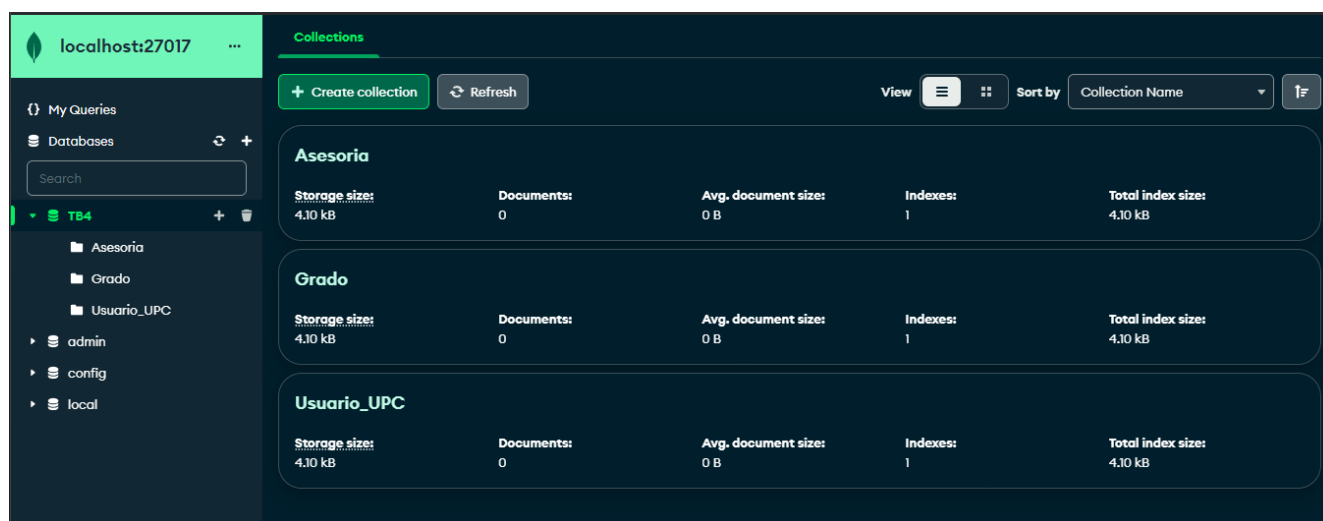 localhost:27017 ...
{} My Queries
Databases
Search
TB4
Asesoria
Grado
Usuario_UPC
admin
config
local
Collections
+ Create collection
Refresh
View
Sort by
Collection Name
Asesoria
Storage size: Documents: Avg. document size: Indexes: Total index size:
4.10 kB 0 0 B 1 4.10 kB
Grado
Storage size: Documents: Avg. document size: Indexes: Total index size:
4.10 kB 0 0 B 1 4.10 kB
Usuario_UPC
Storage size: Documents: Avg. document size: Indexes: Total index size:
4.10 kB 0 0 B 1 4.10 kB